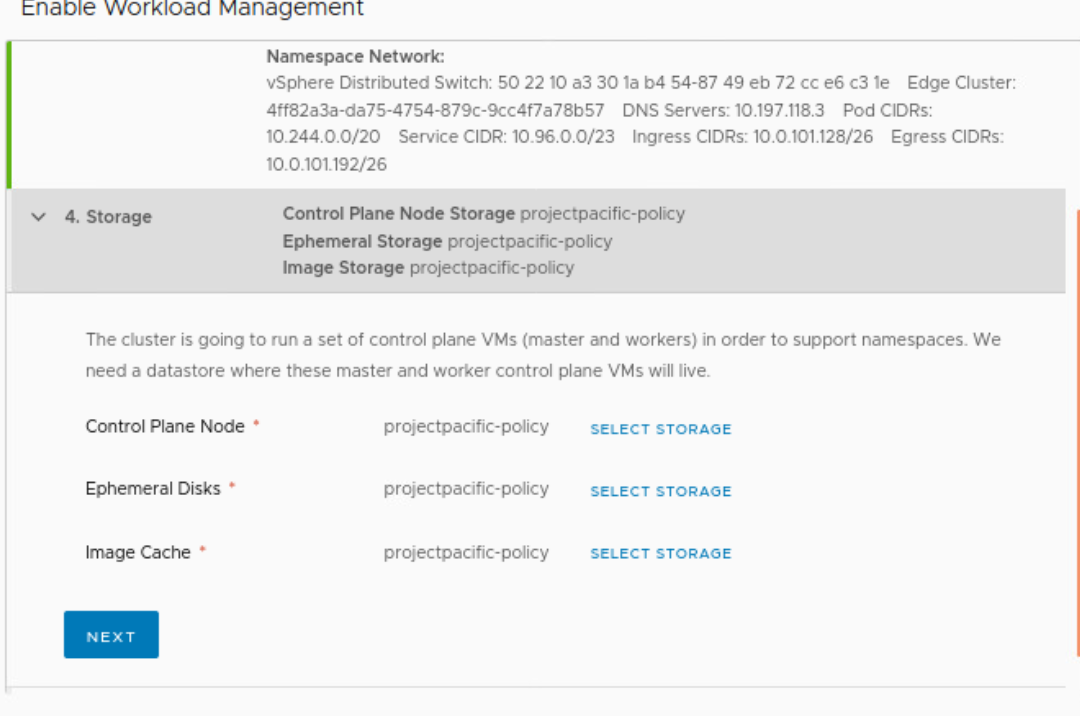 Enable Workload Management
Namespace Network:
vSphere Distributed Switch: 50 22 10 a3 30 1a b4 54-87 49 eb 72 cc e6 c3 1e Edge Cluster:
4ff82a3a-da75-4754-879c-9cc4f7a78b57 DNS Servers: 10.197.118.3 Pod CIDRs:
10.244.0.0/20 Service CIDR: 10.96.0.0/23 Ingress CIDRs: 10.0.101.128/26 Egress CIDRs:
10.0.101.192/26
4. Storage
Control Plane Node Storage projectpacific-policy
Ephemeral Storage projectpacific-policy
Image Storage projectpacific-policy
The cluster is going to run a set of control plane VMs (master and workers) in order to support namespaces. We
need a datastore where these master and worker control plane VMs will live.
Control Plane Node * projectpacific-policy SELECT STORAGE
Ephemeral Disks * projectpacific-policy SELECT STORAGE
Image Cache * projectpacific-policy SELECT STORAGE
NEXT